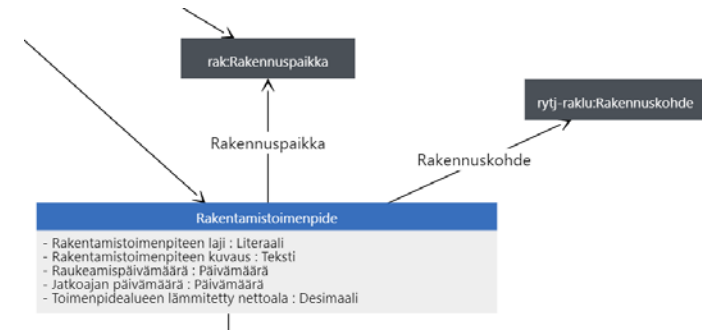 rak:Rakennuspaikka
rytj-raklu:Rakennuskohde
Rakennuspaikka
Rakennuskohde
Rakentamistoimenpide
- Rakentamistoimenpiteen laji : Literaali
- Rakentamistoimenpiteen kuvaus : Teksti
- Raukeamispäivämäärä : Päivämäärä
- Jatkoajan päivämäärä : Päivämäärä
- Toimenpidealueen lämmitetty nettoala : Desimaali